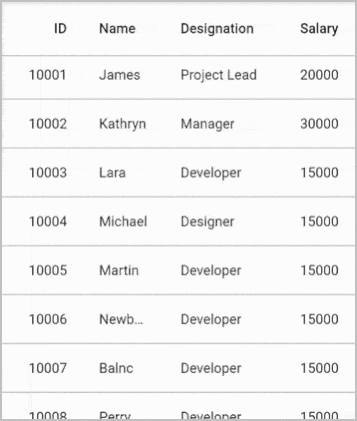 ID Name Designation Salary
10001 James Project Lead 20000
10002 Kathryn Manager 30000
10003 Lara Developer 15000
10004 Michael Designer 15000
10005 Martin Developer 15000
10006 Newb... Developer 15000
10007 Balnc Developer 15000
10008 Perry Developer 15000